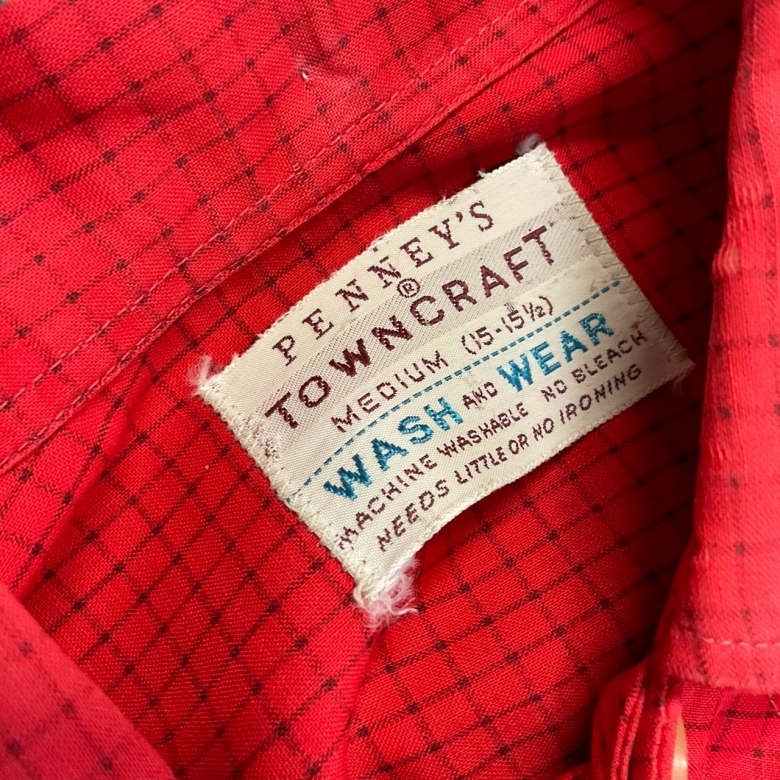 PENNEY'S
®
TOWNCRAFT
MEDIUM (15-15½)
WASH AND WEAR
MACHINE WASHABLE NO BLEACH
NEEDS LITTLE OR NO IRONING